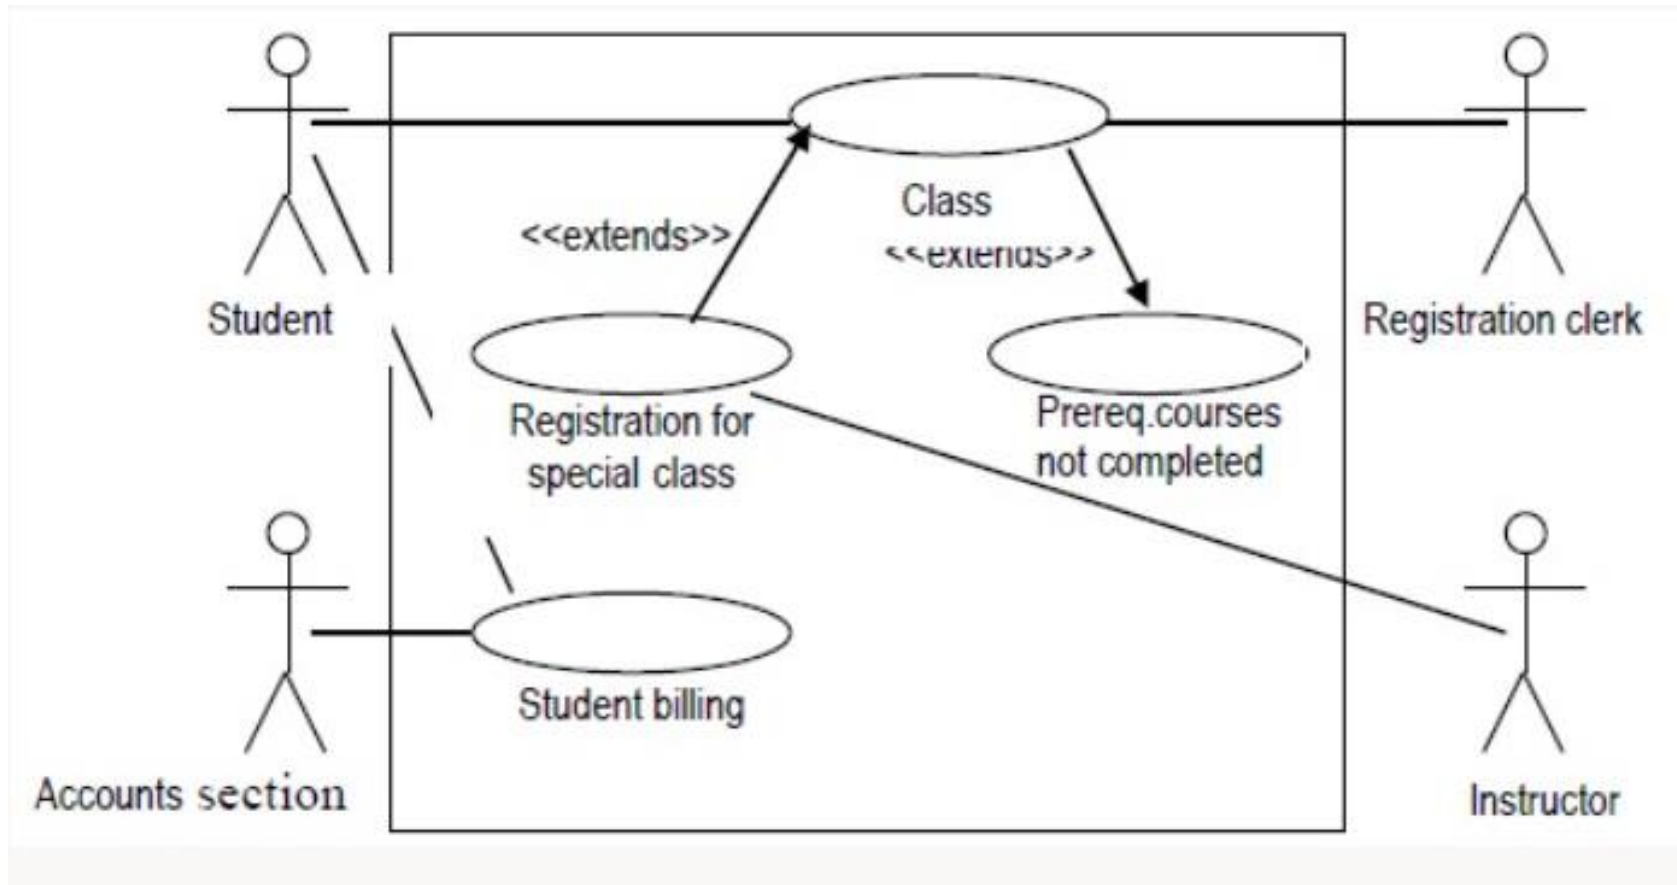 Class
<<extends>>
<<extends>>
Student
Registration clerk
Registration for
special class
Prereq.courses
not completed
Student billing
Accounts section
Instructor